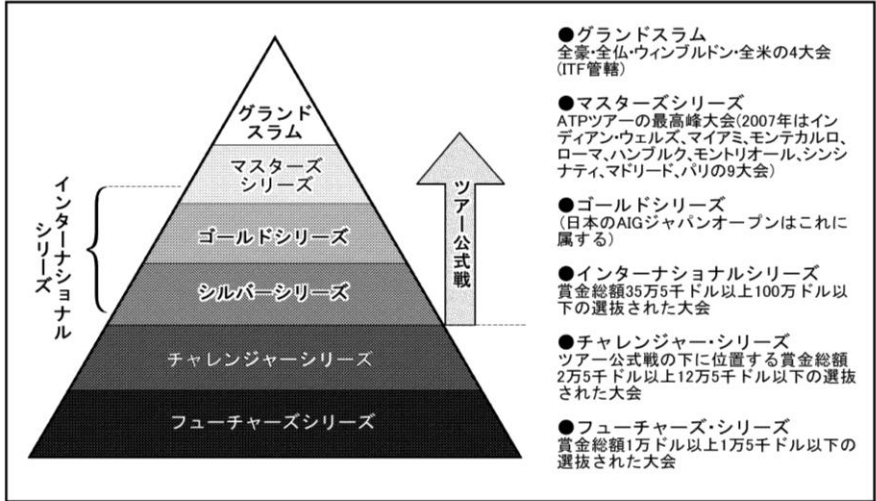 グランド
スラム
マスターズ
シリーズ
ゴールドシリーズ
シルバーシリーズ
チャレンジャーシリーズ
フューチャーズシリーズ
インターナショナル
シリーズ
ツアー公式戦
●グランドスラム
全豪・全仏・ウィンブルドン・全米の4大会
(ITF管轄)
●マスターズシリーズ
ATPツアーの最高峰大会(2007年はイン
ディアン・ウェルズ、マイアミ、モンテカルロ、
ローマ、ハンブルク、モントリオール、シンシ
ナティ、マドリード、パリの9大会)
●ゴールドシリーズ
(日本のAIGジャパンオープンはこれに
属する)
●インターナショナルシリーズ
賞金総額35万5千ドル以上100万ドル以
下の選抜された大会
●チャレンジャー・シリーズ
ツアー公式戦の下に位置する賞金総額
2万5千ドル以上12万5千ドル以下の選抜
された大会
●フューチャーズ・シリーズ
賞金総額1万ドル以上1万5千ドル以下の
選抜された大会